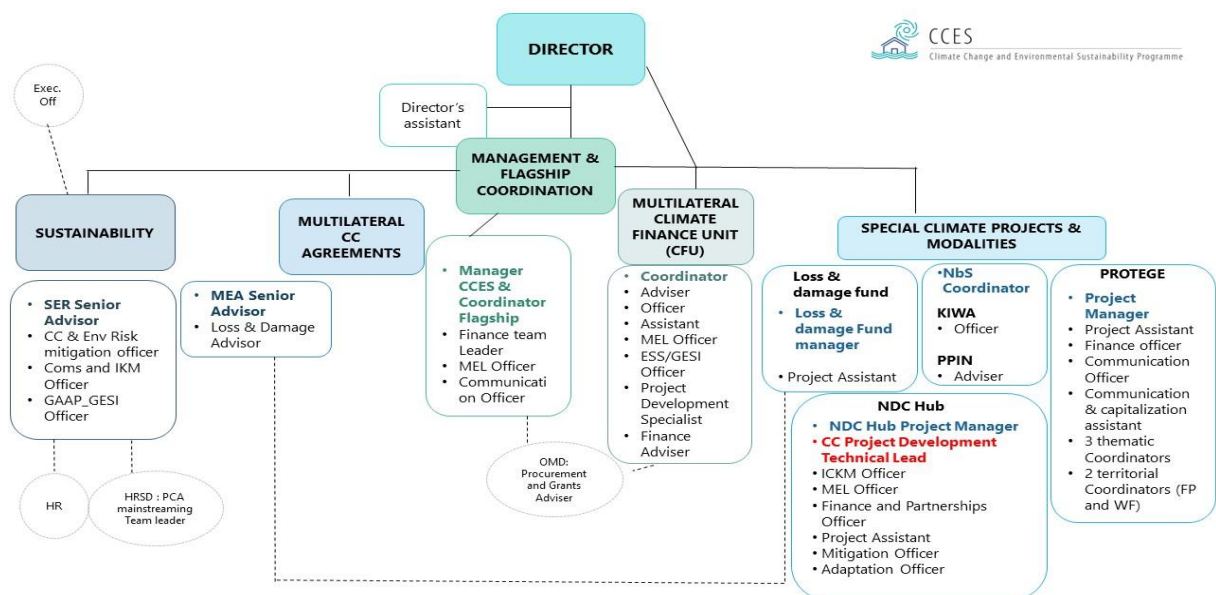 DIRECTOR
CCES
Climate Change and Environmental Sustainability Programme
Exec.
Off
Director´s
assistant
MANAGEMENT &
FLAGSHIP
COORDINATION
SUSTAINABILITY
MULTILATERAL
CC
AGREEMENTS
MULTILATERAL
CLIMATE
FINANCE UNIT
(CFU)
SPECIAL CLIMATE PROJECTS &
MODALITIES
• SER Senior
Advisor
• CC & Env Risk
mitigation officer
• Coms and IKM
Officer
• GAAP_GESI
Officer
HR
HRSD : PCA
mainstreaming
Team leader
• MEA Senior
Advisor
• Loss & Damage
Advisor
• Manager
CCES &
Coordinator
Flagship
• Finance team
Leader
• MEL Officer
• Communicati
on Officer
OMD:
Procurement
and Grants
Adviser
• Coordinator
• Adviser
• Officer
• Assistant
• MEL Officer
• ESS/GESI
Officer
• Project
Development
Specialist
• Finance
Adviser
Loss &
damage fund
• Loss &
damage Fund
manager
• Project Assistant
• NbS
Coordinator
KIWA
• Officer
PPIN
• Adviser
NDC Hub
• NDC Hub Project Manager
• CC Project Development
Technical Lead
• ICKM Officer
• MEL Officer
• Finance and Partnerships
Officer
• Project Assistant
• Mitigation Officer
• Adaptation Officer
PROTEGE
• Project
Manager
• Project Assistant
• Finance officer
• Communication
Officer
• Communication
& capitalization
assistant
• 3 thematic
Coordinators
• 2 territorial
Coordinators (FP
and WF)